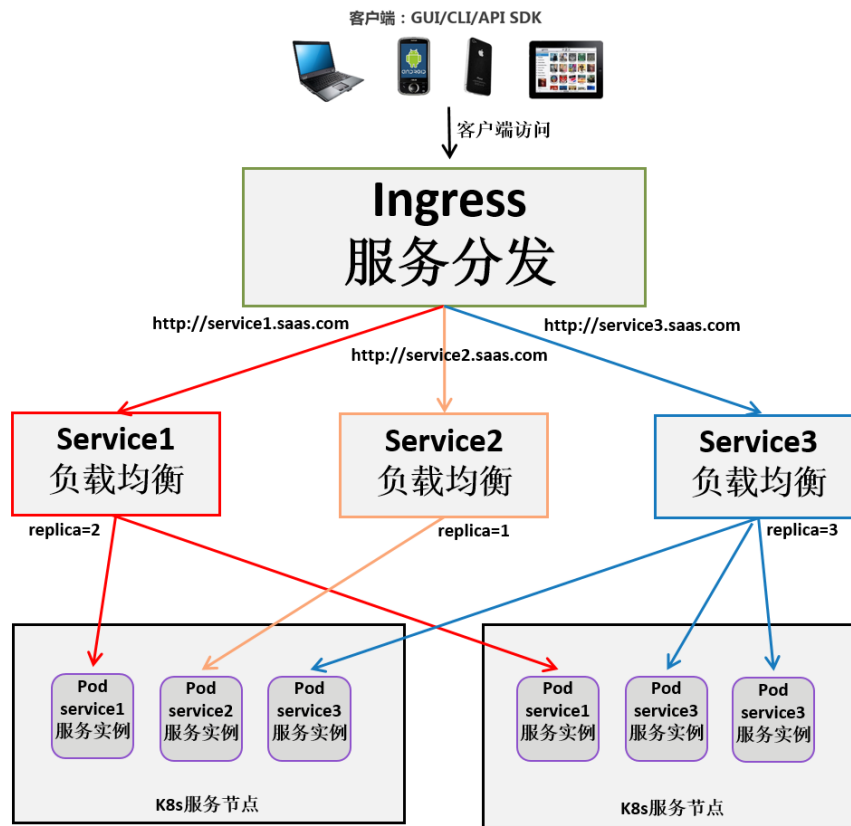 客户端：GUI/CLI/API SDK
ANDROID
客户端访问
Ingress
服务分发
http://service1.saas.com
http://service2.saas.com
http://service3.saas.com
Service1
负载均衡
Service2
负载均衡
Service3
负载均衡
replica=2
replica=1
replica=3
Pod
service1
服务实例
Pod
service2
服务实例
Pod
service3
服务实例
Pod
service1
服务实例
Pod
service3
服务实例
Pod
service3
服务实例
K8s服务节点
K8s服务节点